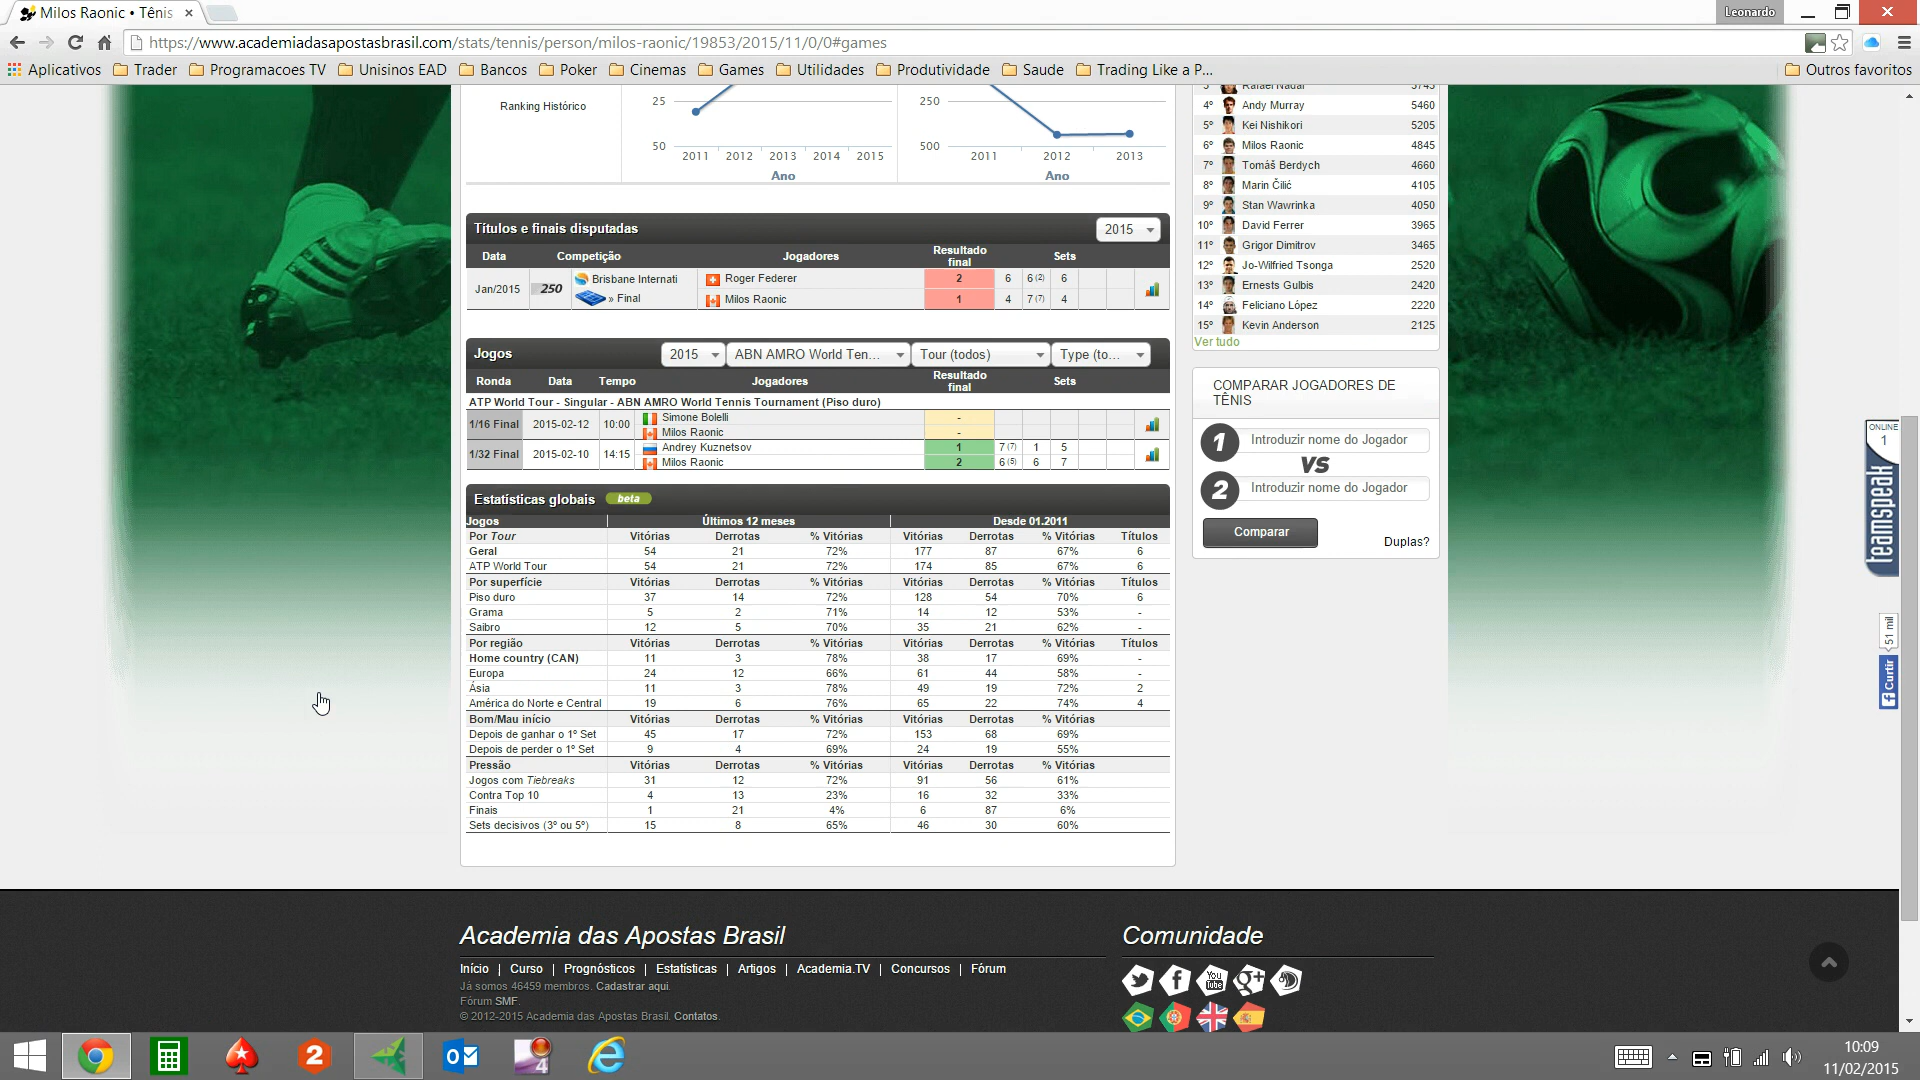 Milos Raonic • Tênis
Leonardo
https://www.academiadasapostasbrasil.com/stats/tennis/person/milos-raonic/19853/2015/11/0/0#games
Aplicativos Trader Programacoes TV Unisinos EAD Bancos Poker Cinemas Games Utilidades Produtividade Saude Trading Like a P... Outros favoritos
Ranking Histórico
25
50
2011 2012 2013 2014 2015
Ano
250
500
2011 2012 2013
Ano
Títulos e finais disputadas 2015
Data Competição Jogadores Resultado final Sets
Jan/2015 250 Brisbane Internati » Final
Roger Federer 2 6 6 (2) 6
Milos Raonic 1 4 7 (7) 4
Jogos 2015 ABN AMRO World Ten... Tour (todos) Type (to...
Ronda Data Tempo Jogadores Resultado final Sets
ATP World Tour - Singular - ABN AMRO World Tennis Tournament (Piso duro)
1/16 Final 2015-02-12 10:00 Simone Bolelli -
Milos Raonic -
1/32 Final 2015-02-10 14:15 Andrey Kuznetsov 1 7 (7) 1 5
Milos Raonic 2 6 (5) 6 7
Estatísticas globais beta
Jogos Últimos 12 meses Desde 01.2011
Por Tour Vitórias Derrotas % Vitórias Vitórias Derrotas % Vitórias Títulos
Geral 54 21 72% 177 87 67% 6
ATP World Tour 54 21 72% 174 85 67% 6
Por superfície Vitórias Derrotas % Vitórias Vitórias Derrotas % Vitórias Títulos
Piso duro 37 14 72% 128 54 70% 6
Grama 5 2 71% 14 12 53% -
Saibro 12 5 70% 35 21 62% -
Por região Vitórias Derrotas % Vitórias Vitórias Derrotas % Vitórias Títulos
Home country (CAN) 11 3 78% 38 17 69% -
Europa 24 12 66% 61 44 58% -
Ásia 11 3 78% 49 19 72% 2
América do Norte e Central 19 6 76% 65 22 74% 4
Bom/Mau início Vitórias Derrotas % Vitórias Vitórias Derrotas % Vitórias
Depois de ganhar o 1º Set 45 17 72% 153 68 69%
Depois de perder o 1º Set 9 4 69% 24 19 55%
Pressão Vitórias Derrotas % Vitórias Vitórias Derrotas % Vitórias
Jogos com Tiebreaks 31 12 72% 91 56 61%
Contra Top 10 4 13 23% 16 32 33%
Finais 1 21 4% 6 87 6%
Sets decisivos (3º ou 5º) 15 8 65% 46 30 60%
3º Rafael Nadal 5745
4º Andy Murray 5460
5º Kei Nishikori 5205
6º Milos Raonic 4845
7º Tomáš Berdych 4660
8º Marin Čilić 4105
9º Stan Wawrinka 4050
10º David Ferrer 3965
11º Grigor Dimitrov 3465
12º Jo-Wilfried Tsonga 2520
13º Ernests Gulbis 2420
14º Feliciano López 2220
15º Kevin Anderson 2125
Ver tudo
COMPARAR JOGADORES DE
TÊNIS
1 Introduzir nome do Jogador
VS
2 Introduzir nome do Jogador
Comparar Duplas?
ONLINE
1
teamspeak
51 mil
Curtir
Academia das Apostas Brasil
Início | Curso | Prognósticos | Estatísticas | Artigos | Academia.TV | Concursos | Fórum
Já somos 46459 membros. Cadastrar aqui.
Fórum SMF.
© 2012-2015 Academia das Apostas Brasil. Contatos.
Comunidade
You
Tube
g+
2
4
10:09
11/02/2015